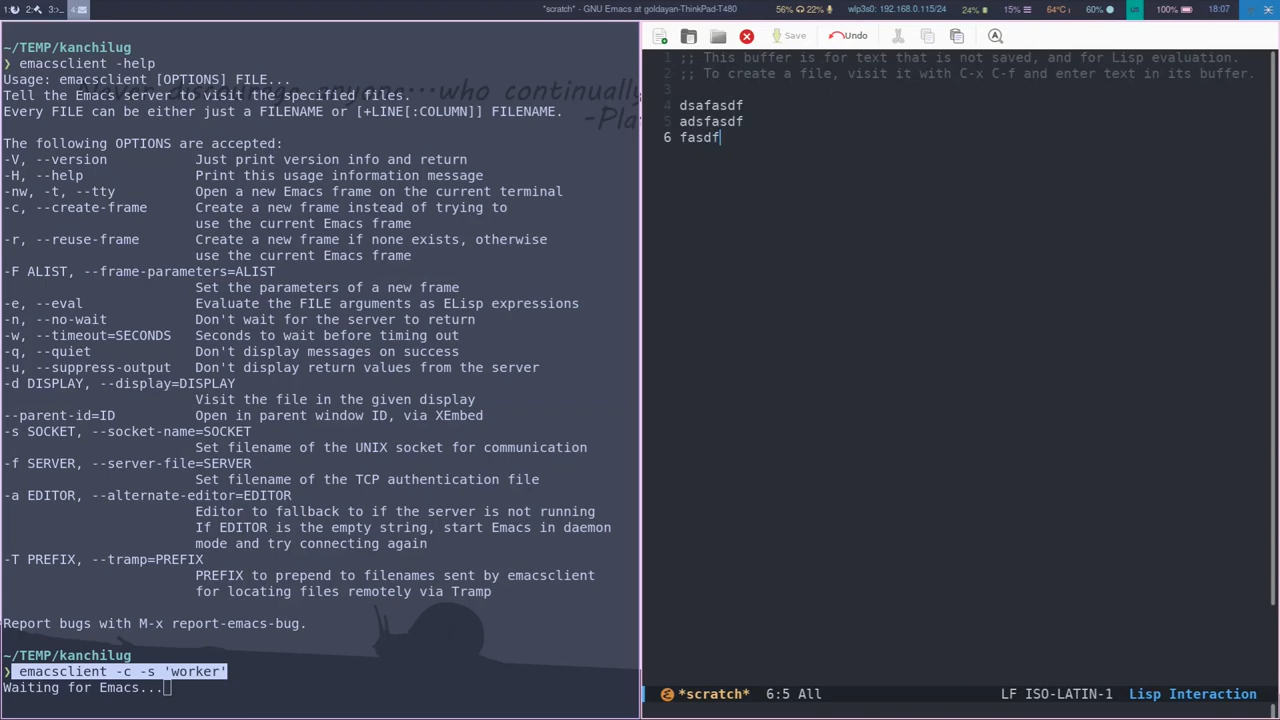 1: 2: 3: 4:
*scratch* - GNU Emacs at goldayan-ThinkPad-T480
56% 22% wlp3s0: 192.168.0.115/24 24% 15% 64°C 60% us 100% 18:07
Save Undo
~/TEMP/kanchilug
❯ emacsclient -help
Usage: emacsclient [OPTIONS] FILE...
Tell the Emacs server to visit the specified files.
Every FILE can be either just a FILENAME or [+LINE[:COLUMN]] FILENAME.
Never discourage anyone...who continually
-Pla
The following OPTIONS are accepted:
-V, --version Just print version info and return
-H, --help Print this usage information message
-nw, -t, --tty Open a new Emacs frame on the current terminal
-c, --create-frame Create a new frame instead of trying to
use the current Emacs frame
-r, --reuse-frame Create a new frame if none exists, otherwise
use the current Emacs frame
-F ALIST, --frame-parameters=ALIST
Set the parameters of a new frame
-e, --eval Evaluate the FILE arguments as ELisp expressions
-n, --no-wait Don't wait for the server to return
-w, --timeout=SECONDS Seconds to wait before timing out
-q, --quiet Don't display messages on success
-u, --suppress-output Don't display return values from the server
-d DISPLAY, --display=DISPLAY
Visit the file in the given display
--parent-id=ID Open in parent window ID, via XEmbed
-s SOCKET, --socket-name=SOCKET
Set filename of the UNIX socket for communication
-f SERVER, --server-file=SERVER
Set filename of the TCP authentication file
-a EDITOR, --alternate-editor=EDITOR
Editor to fallback to if the server is not running
If EDITOR is the empty string, start Emacs in daemon
mode and try connecting again
-T PREFIX, --tramp=PREFIX
PREFIX to prepend to filenames sent by emacsclient
for locating files remotely via Tramp
Report bugs with M-x report-emacs-bug.
~/TEMP/kanchilug
❯ emacsclient -c -s 'worker'
Waiting for Emacs...
1 ;; This buffer is for text that is not saved, and for Lisp evaluation.
2 ;; To create a file, visit it with C-x C-f and enter text in its buffer.
3
4 dsafasdf
5 adsfasdf
6 fasdf
*scratch* 6:5 All LF ISO-LATIN-1 Lisp Interaction